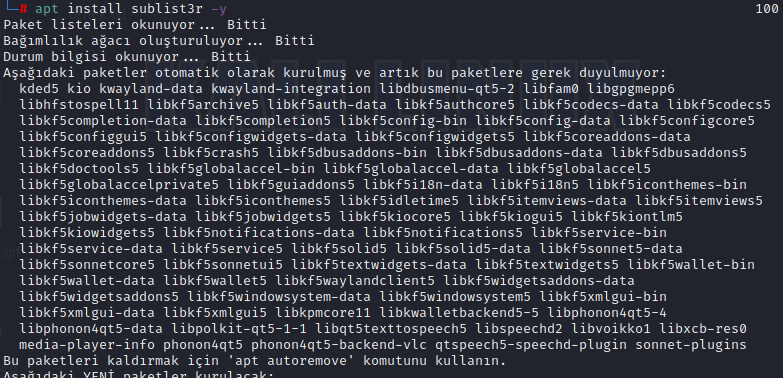 └─# apt install sublist3r -y 100
Paket listeleri okunuyor... Bitti
Bağımlılık ağacı oluşturuluyor... Bitti
Durum bilgisi okunuyor... Bitti
Aşağıdaki paketler otomatik olarak kurulmuş ve artık bu paketlere gerek duyulmuyor:
kded5 kio kwayland-data kwayland-integration libdbusmenu-qt5-2 libfam0 libgpgmepp6
libhfstospell11 libkf5archive5 libkf5auth-data libkf5authcore5 libkf5codecs-data libkf5codecs5
libkf5completion-data libkf5completion5 libkf5config-bin libkf5config-data libkf5configcore5
libkf5configgui5 libkf5configwidgets-data libkf5configwidgets5 libkf5coreaddons-data
libkf5coreaddons5 libkf5crash5 libkf5dbusaddons-bin libkf5dbusaddons-data libkf5dbusaddons5
libkf5doctools5 libkf5globalaccel-bin libkf5globalaccel-data libkf5globalaccel5
libkf5globalaccelprivate5 libkf5guiaddons5 libkf5i18n-data libkf5i18n5 libkf5iconthemes-bin
libkf5iconthemes-data libkf5iconthemes5 libkf5idletime5 libkf5itemviews-data libkf5itemviews5
libkf5jobwidgets-data libkf5jobwidgets5 libkf5kiocore5 libkf5kiogui5 libkf5kiontlm5
libkf5kiowidgets5 libkf5notifications-data libkf5notifications5 libkf5service-bin
libkf5service-data libkf5service5 libkf5solid5 libkf5solid5-data libkf5sonnet5-data
libkf5sonnetcore5 libkf5sonnetui5 libkf5textwidgets-data libkf5textwidgets5 libkf5wallet-bin
libkf5wallet-data libkf5wallet5 libkf5waylandclient5 libkf5widgetsaddons-data
libkf5widgetsaddons5 libkf5windowsystem-data libkf5windowsystem5 libkf5xmlgui-bin
libkf5xmlgui-data libkf5xmlgui5 libkpmcore11 libkwalletbackend5-5 libphonon4qt5-4
libphonon4qt5-data libpolkit-qt5-1-1 libqt5texttospeech5 libspeechd2 libvoikko1 libxcb-res0
media-player-info phonon4qt5 phonon4qt5-backend-vlc qtspeech5-speechd-plugin sonnet-plugins
Bu paketleri kaldırmak için 'apt autoremove' komutunu kullanın.
Aşağıdaki YENİ paketler kurulacak: